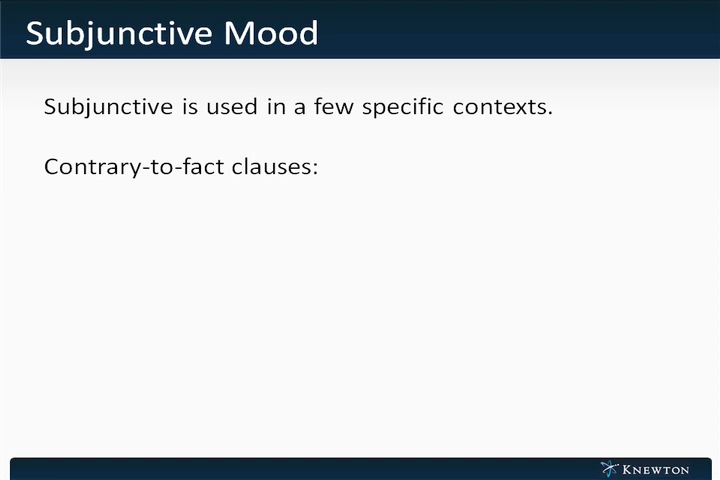 Subjunctive Mood
Subjunctive is used in a few specific contexts.
Contrary-to-fact clauses:
KNEWTON